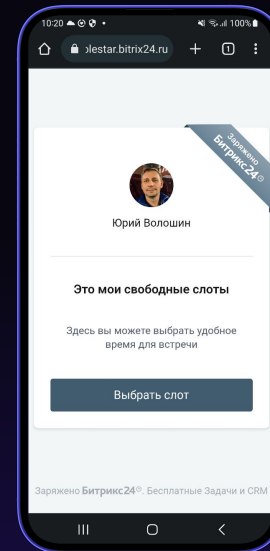 10:20
100%
olestar.bitrix24.ru
1
Заряжено
Битрикс24
Юрий Волошин
Это мои свободные слоты
Здесь вы можете выбрать удобное
время для встречи
Выбрать слот
Заряжено Битрикс24. Бесплатные Задачи и CRM